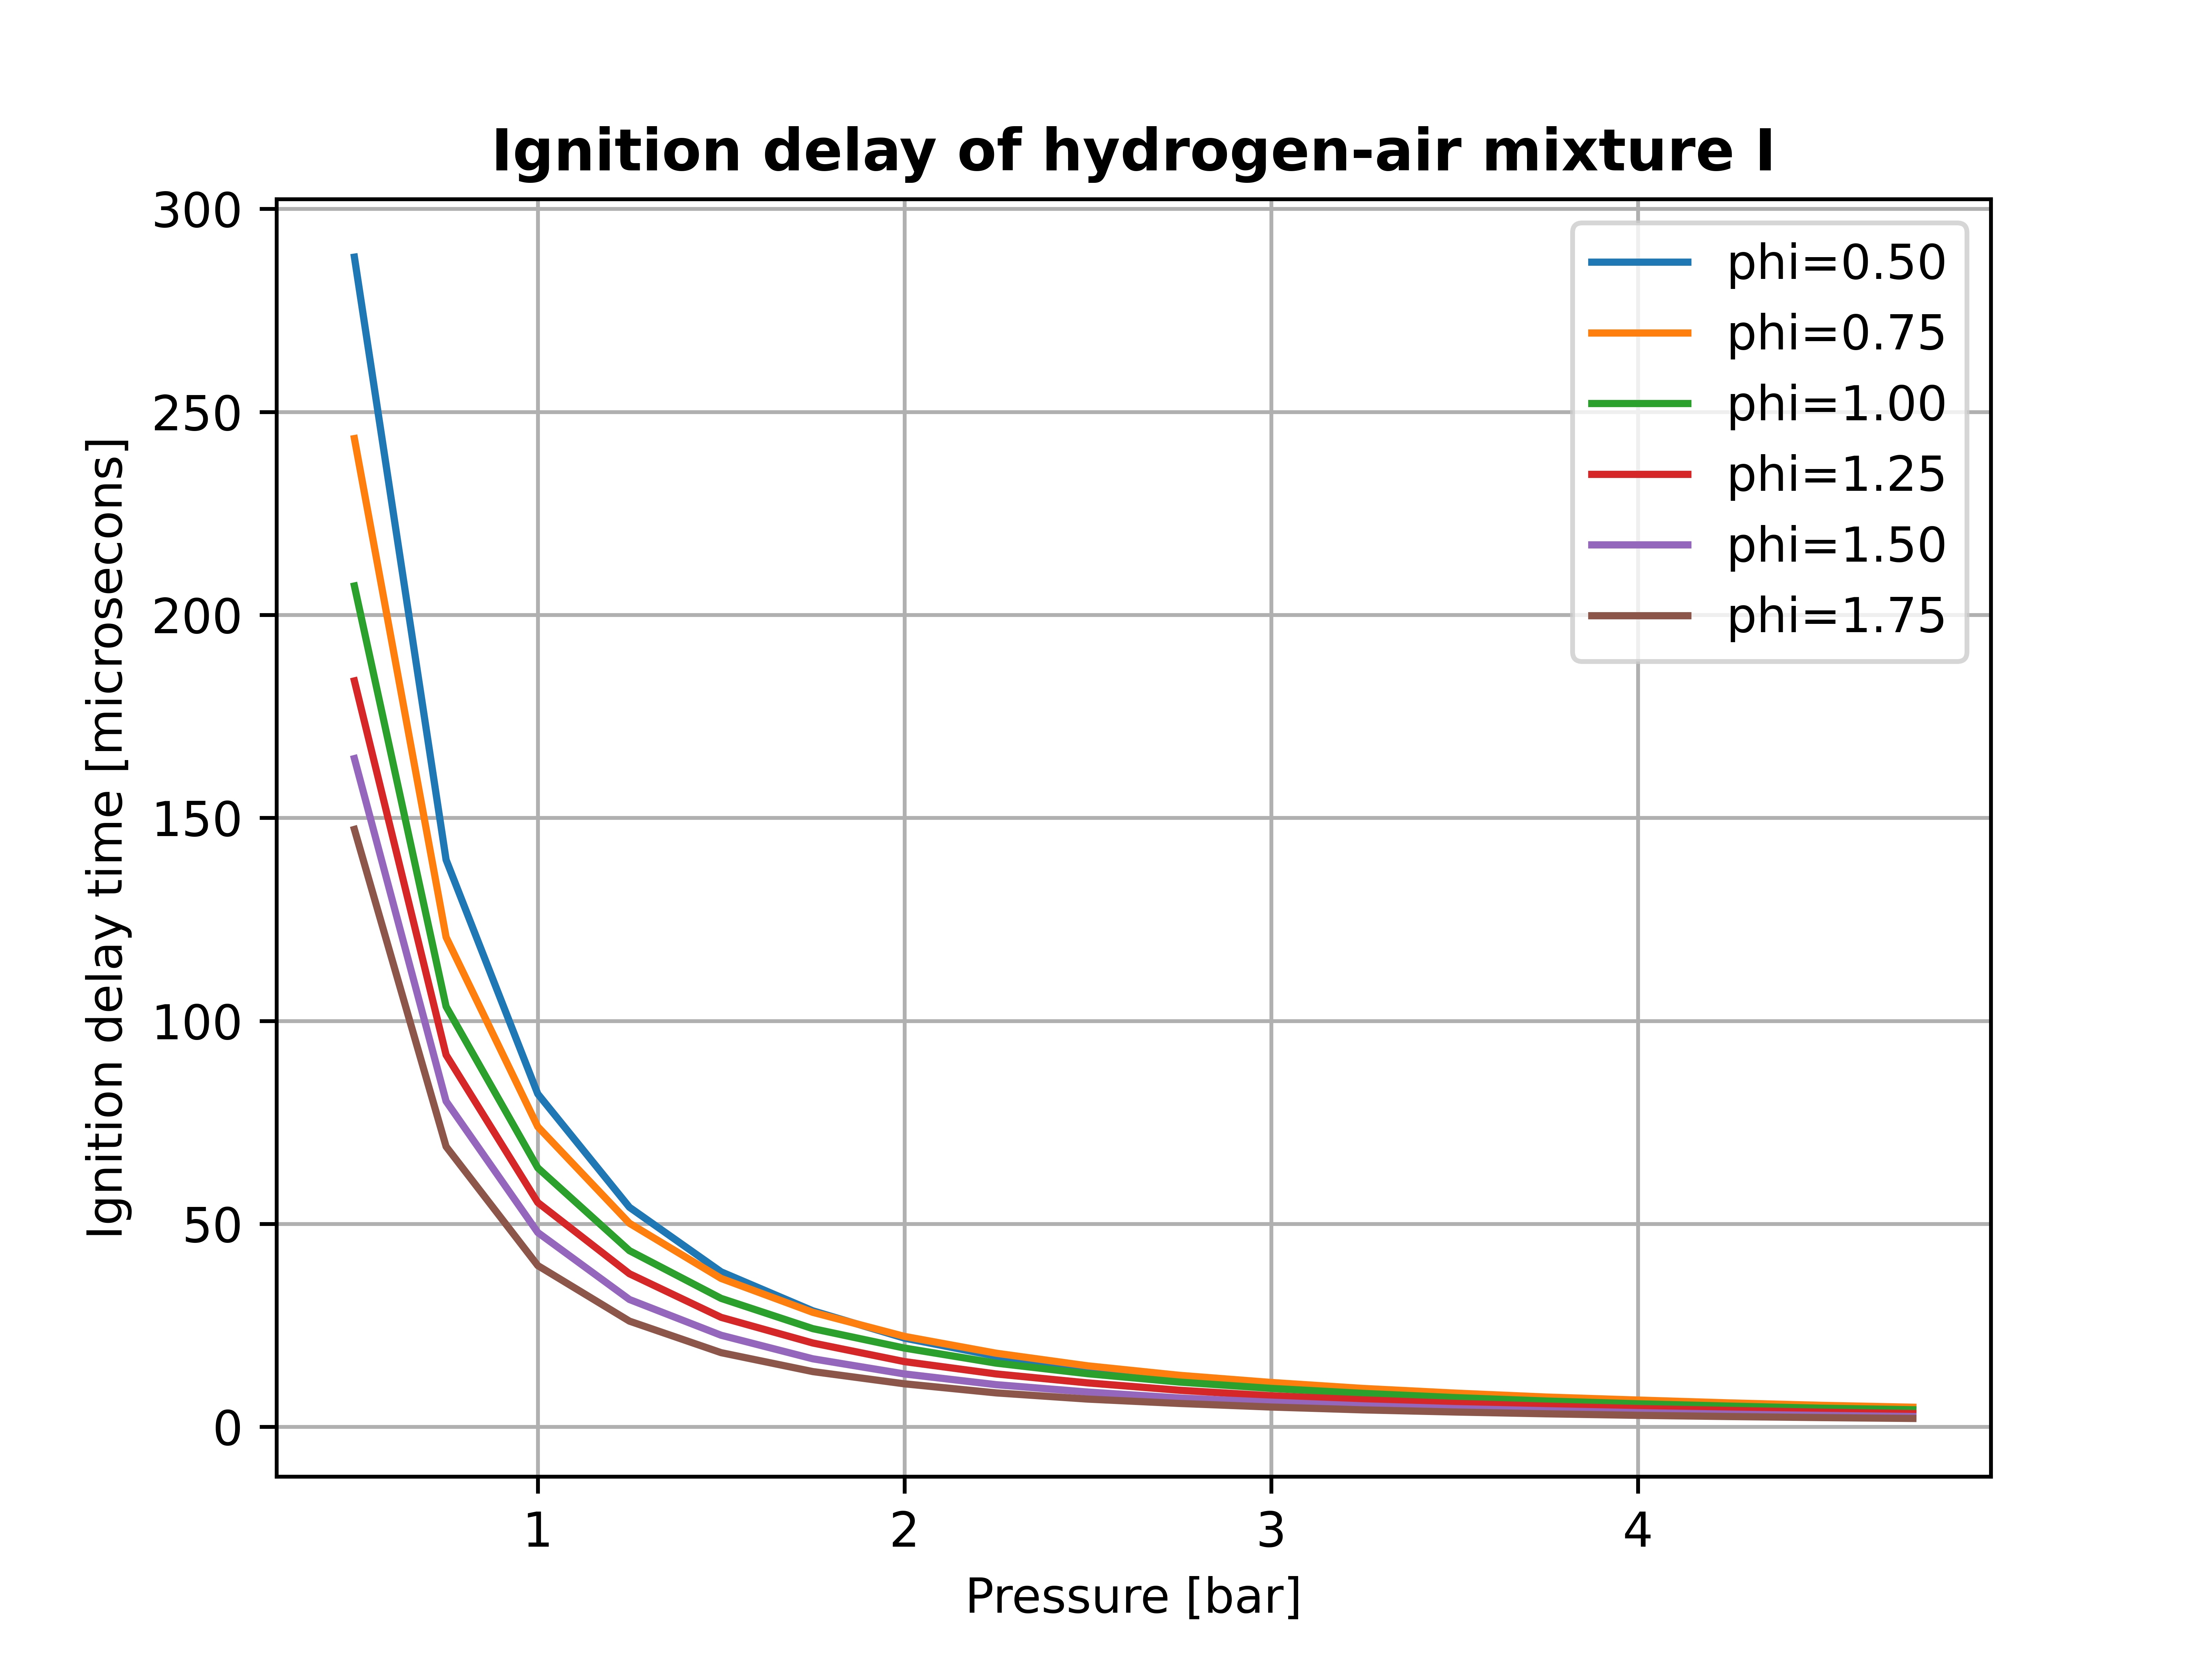 Ignition delay of hydrogen-air mixture I
300
250
200
150
100
50
0
Ignition delay time [microsecons]
phi=0.50
phi=0.75
phi=1.00
phi=1.25
phi=1.50
phi=1.75
1 2 3 4
Pressure [bar]